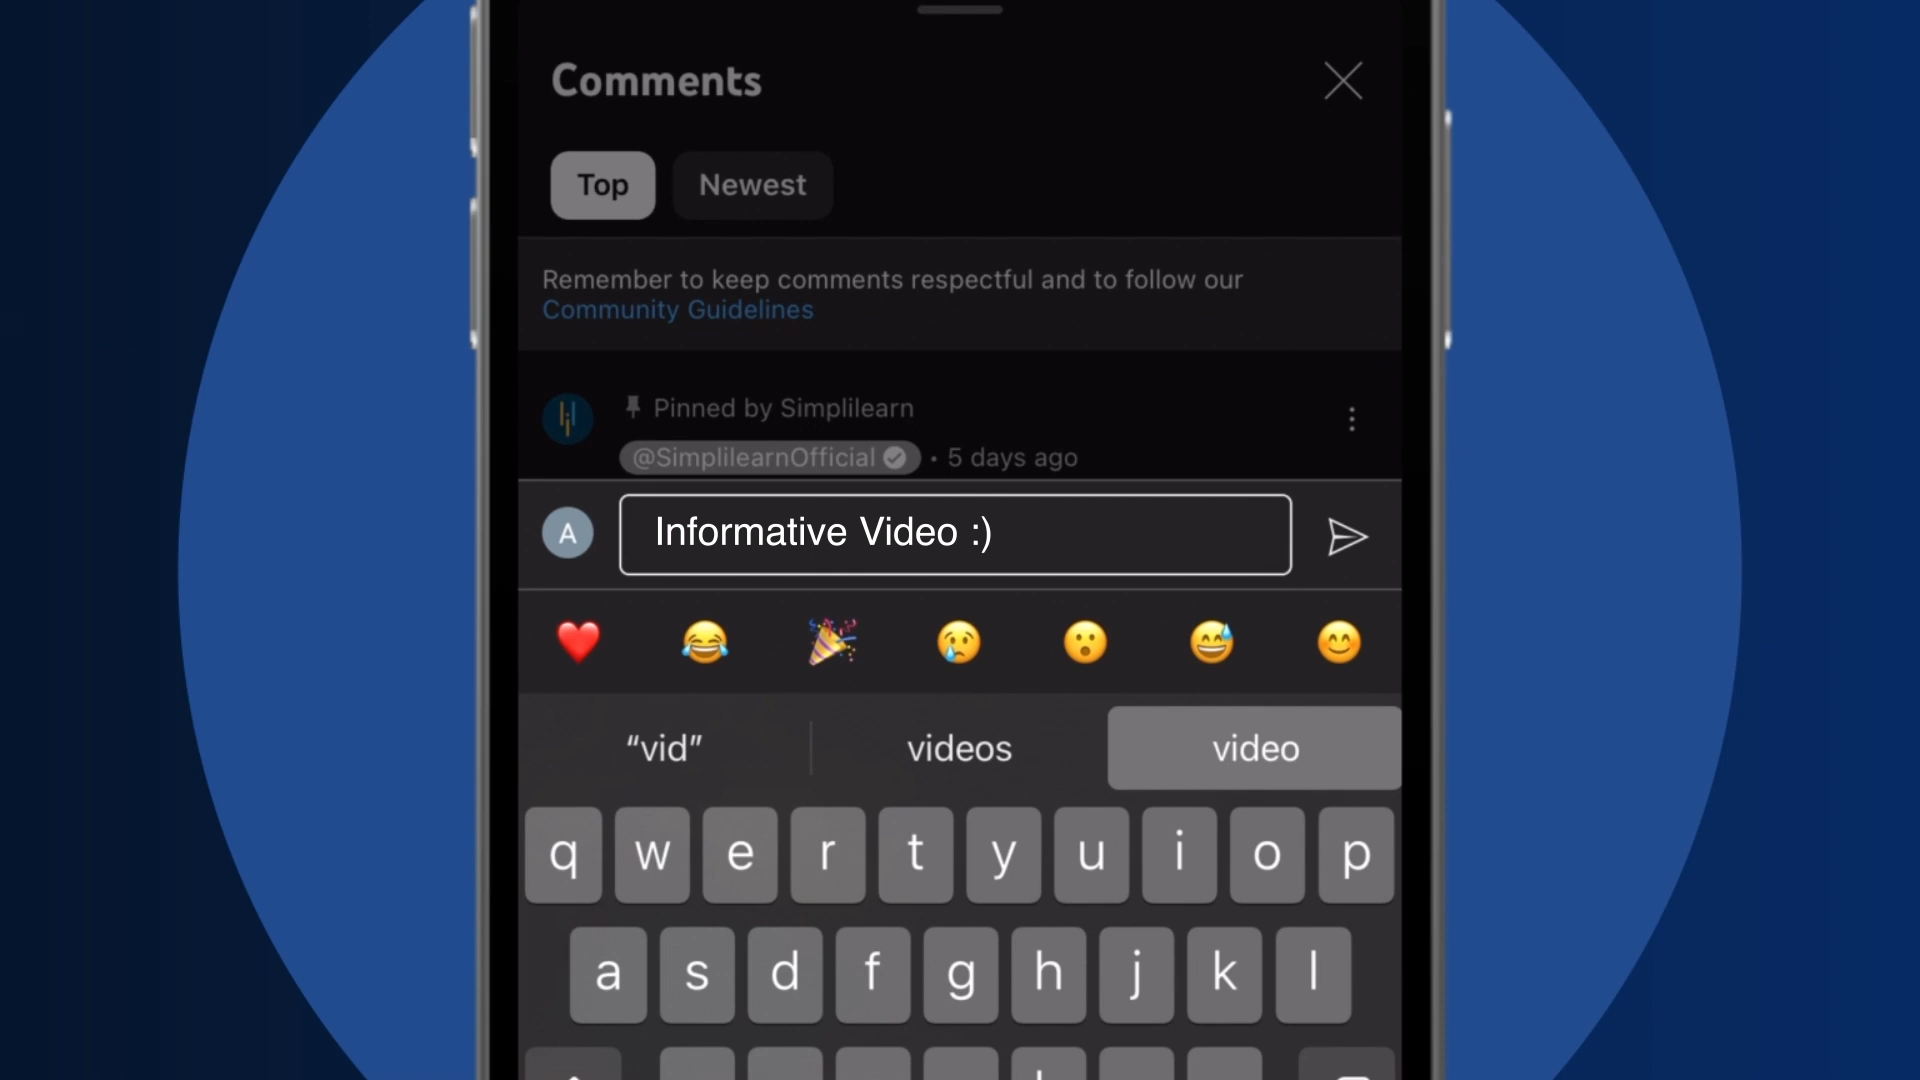 Comments
Top Newest
Remember to keep comments respectful and to follow our
Community Guidelines
Pinned by Simplilearn
@SimplilearnOfficial • 5 days ago
A Informative Video :)
“vid” videos video
q w e r t y u i o p
a s d f g h j k l